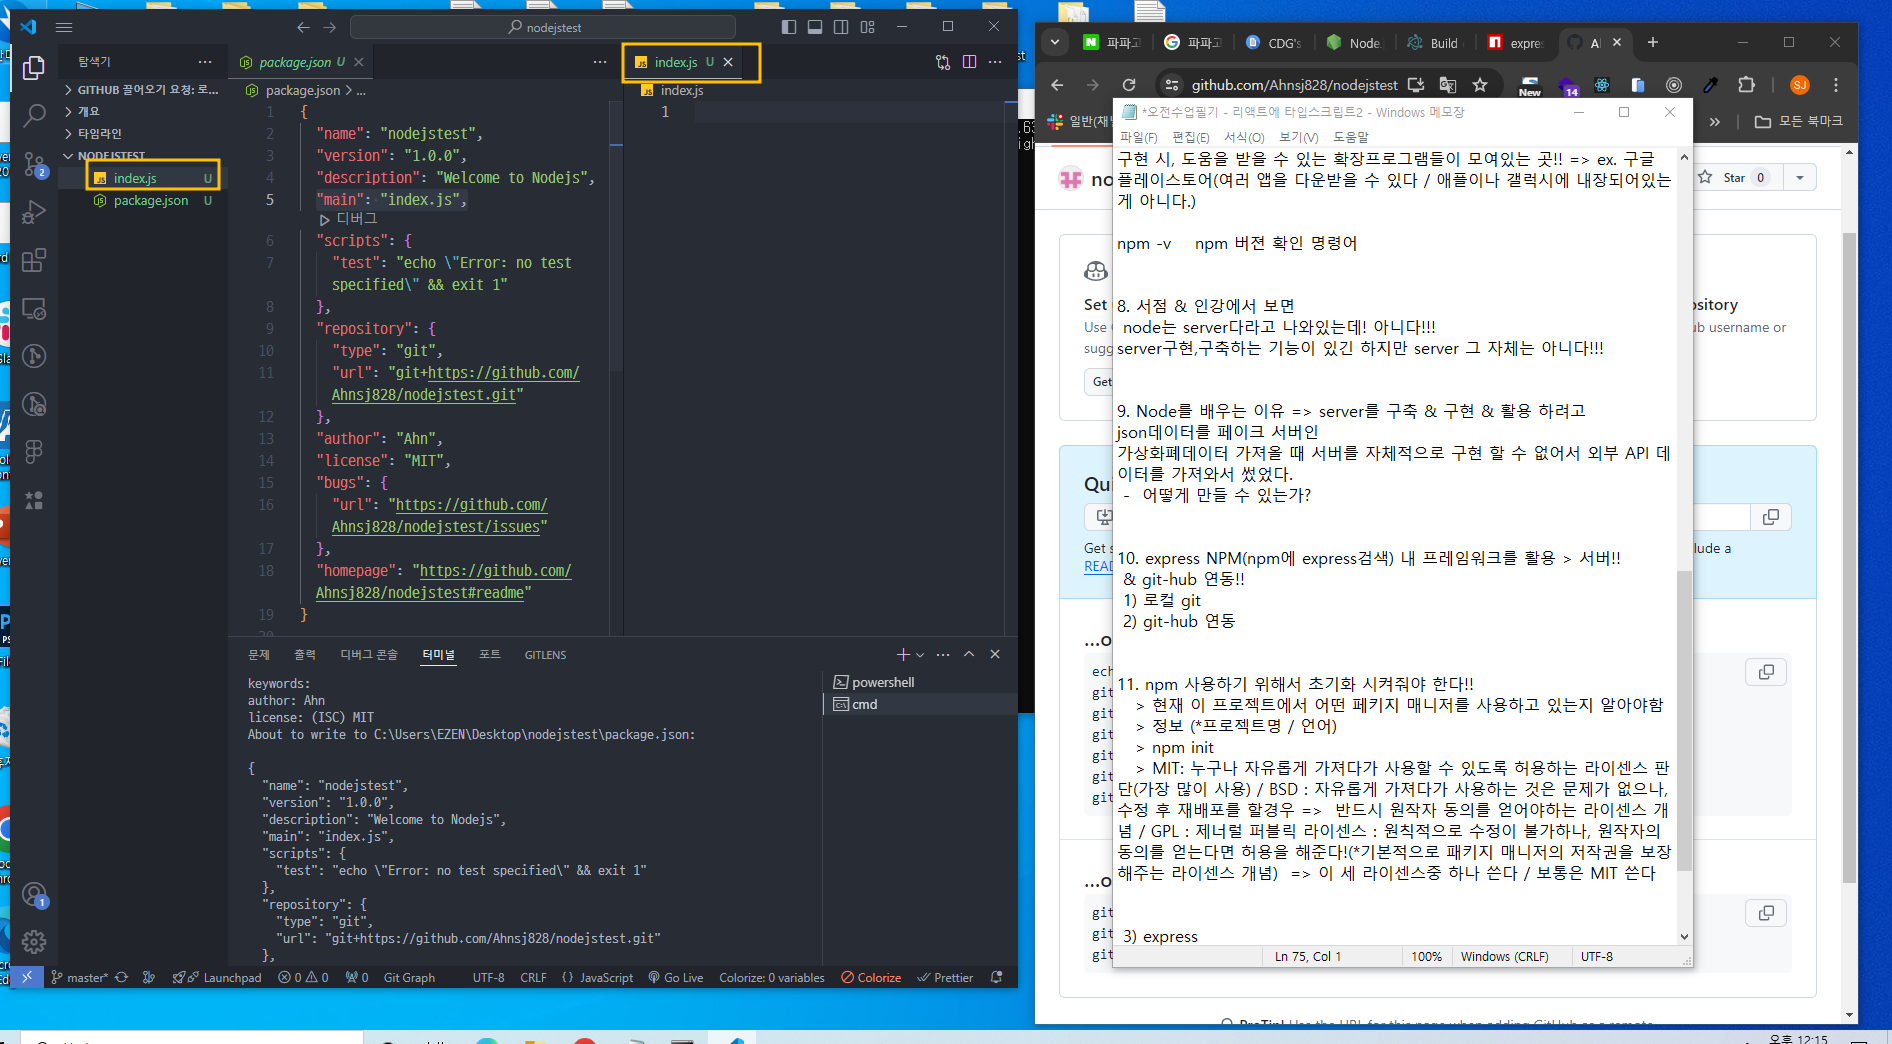 nodejstest
탐색기
GITHUB 끌어오기 요청: 로...
개요
타임라인
NODEJSTEST
index.js U
package.json U
package.json U
package.json > ...
1 {
2 "name": "nodejstest",
3 "version": "1.0.0",
4 "description": "Welcome to Nodejs",
5 "main": "index.js",
디버그
6 "scripts": {
7 "test": "echo \"Error: no test
specified\" && exit 1"
8 },
9 "repository": {
10 "type": "git",
11 "url": "git+https://github.com/
Ahnsj828/nodejstest.git"
12 },
13 "author": "Ahn",
14 "license": "MIT",
15 "bugs": {
16 "url": "https://github.com/
Ahnsj828/nodejstest/issues"
17 },
18 "homepage": "https://github.com/
Ahnsj828/nodejstest#readme"
19 }
20
index.js U
index.js
1
문제 출력 디버그 콘솔 터미널 포트 GITLENS
powershell
cmd
keywords:
author: Ahn
license: (ISC) MIT
About to write to C:\Users\EZEN\Desktop\nodejstest\package.json:
{
"name": "nodejstest",
"version": "1.0.0",
"description": "Welcome to Nodejs",
"main": "index.js",
"scripts": {
"test": "echo \"Error: no test specified\" && exit 1"
},
"repository": {
"type": "git",
"url": "git+https://github.com/Ahnsj828/nodejstest.git"
},
master* Launchpad 0 0 0 Git Graph UTF-8 CRLF {} JavaScript Go Live Colorize: 0 variables Colorize Prettier
파파고 파파고 CDG's Node. Build expres
github.com/Ahnsj828/nodejstest
New 14 SJ
일반(채널
모든 북마크
Star 0
*오전수업필기 - 리액트에 타입스크립트2 - Windows 메모장
파일(F) 편집(E) 서식(O) 보기(V) 도움말
구현 시, 도움을 받을 수 있는 확장프로그램들이 모여있는 곳!! => ex. 구글
플레이스토어(여러 앱을 다운받을 수 있다 / 애플이나 갤럭시에 내장되어있는
게 아니다.)
npm -v npm 버젼 확인 명령어
8. 서점 & 인강에서 보면
node는 server다라고 나와있는데! 아니다!!!
server구현,구축하는 기능이 있긴 하지만 server 그 자체는 아니다!!!
9. Node를 배우는 이유 => server를 구축 & 구현 & 활용 하려고
json데이터를 페이크 서버인
가상화폐데이터 가져올 때 서버를 자체적으로 구현 할 수 없어서 외부 API 데
이터를 가져와서 썼었다.
- 어떻게 만들 수 있는가?
10. express NPM(npm에 express검색) 내 프레임워크를 활용 > 서버!!
& git-hub 연동!!
1) 로컬 git
2) git-hub 연동
11. npm 사용하기 위해서 초기화 시켜줘야 한다!!
> 현재 이 프로젝트에서 어떤 페키지 매니저를 사용하고 있는지 알아야함
> 정보 (*프로젝트명 / 언어)
> npm init
> MIT: 누구나 자유롭게 가져다가 사용할 수 있도록 허용하는 라이센스 판
단(가장 많이 사용) / BSD : 자유롭게 가져다가 사용하는 것은 문제가 없으나,
수정 후 재배포를 할경우 => 반드시 원작자 동의를 얻어야하는 라이센스 개
념 / GPL : 제너럴 퍼블릭 라이센스 : 원칙적으로 수정이 불가하나, 원작자의
동의를 얻는다면 허용을 해준다!(*기본적으로 패키지 매니저의 저작권을 보장
해주는 라이센스 개념) => 이 세 라이센스중 하나 쓴다 / 보통은 MIT 쓴다
3) express
Ln 75, Col 1 100% Windows (CRLF) UTF-8
Set
Use
Get
Qui
Get s
READ
...o
ech
git
git
git
git
git
git
...o
git
git
git
오후 12:15